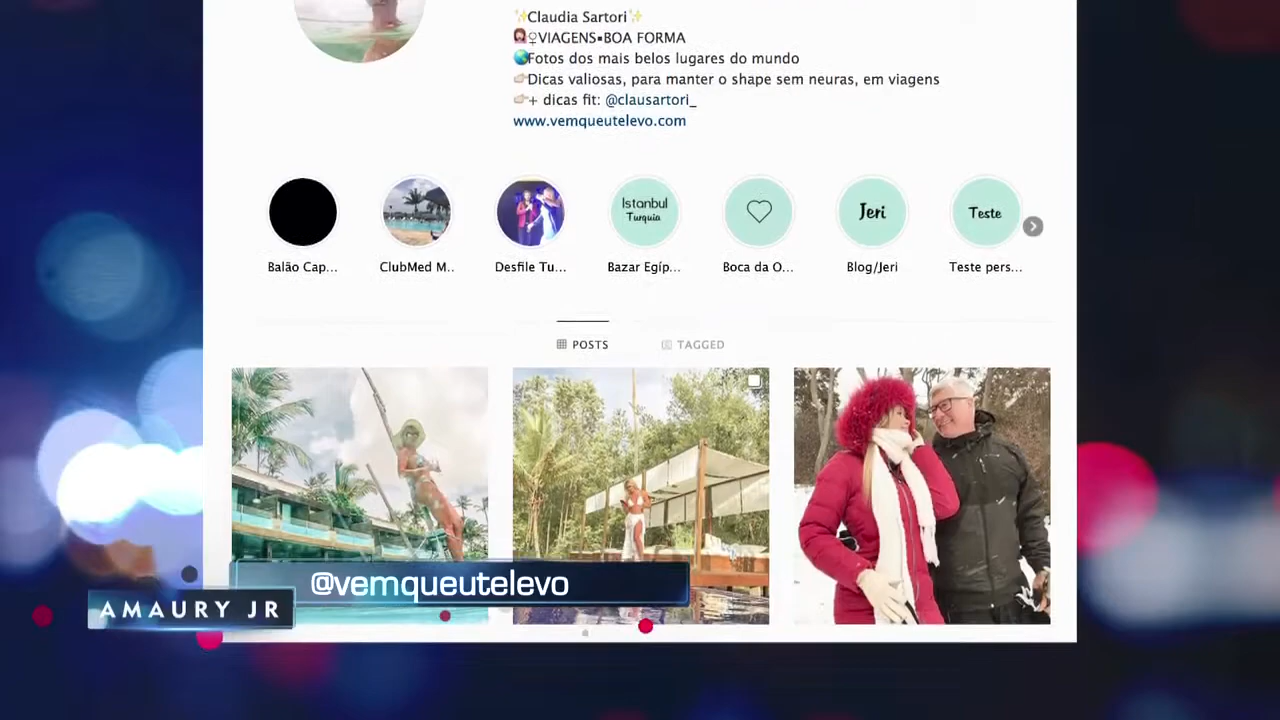 ✨Claudia Sartori✨
💆🏻♀VIAGENS▪BOA FORMA
🌎Fotos dos mais belos lugares do mundo
👉🏻Dicas valiosas, para manter o shape sem neuras, em viagens
👉🏻+ dicas fit: @clausartori_
www.vemqueutelevo.com
Istanbul
Turquia
Jeri
Teste
Balão Cap...
ClubMed M..
Desfile Tu...
Bazar Egíp...
Boca da O...
Blog/Jeri
Teste pers...
POSTS
TAGGED
@vemqueutelevo
AMAURY JR